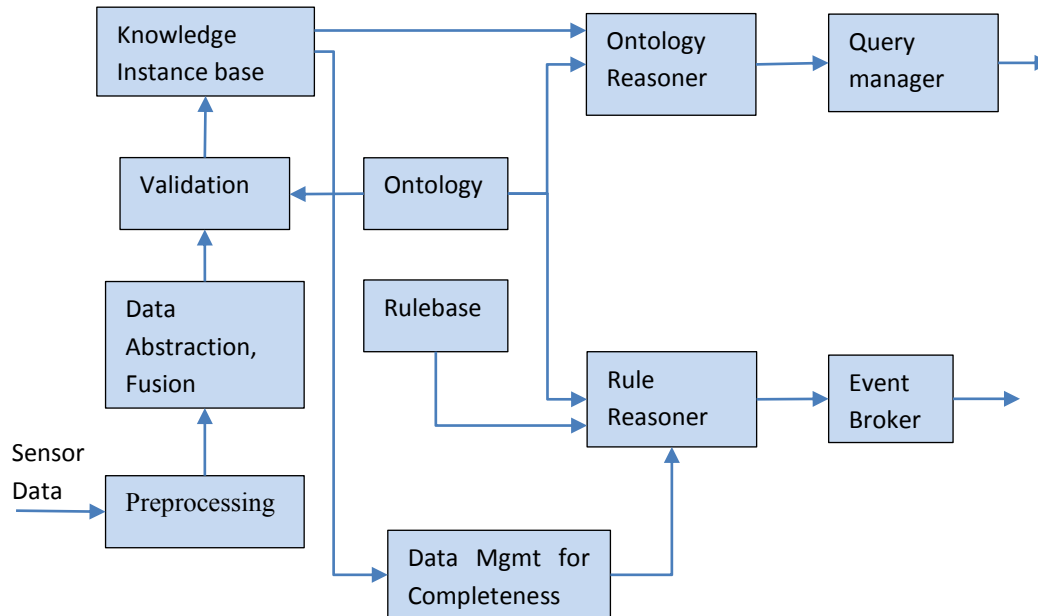 Knowledge
Instance base
Ontology
Reasoner
Query
manager
Validation
Ontology
Data
Abstraction,
Fusion
Rulebase
Rule
Reasoner
Event
Broker
Sensor
Data
Preprocessing
Data Mgmt for
Completeness